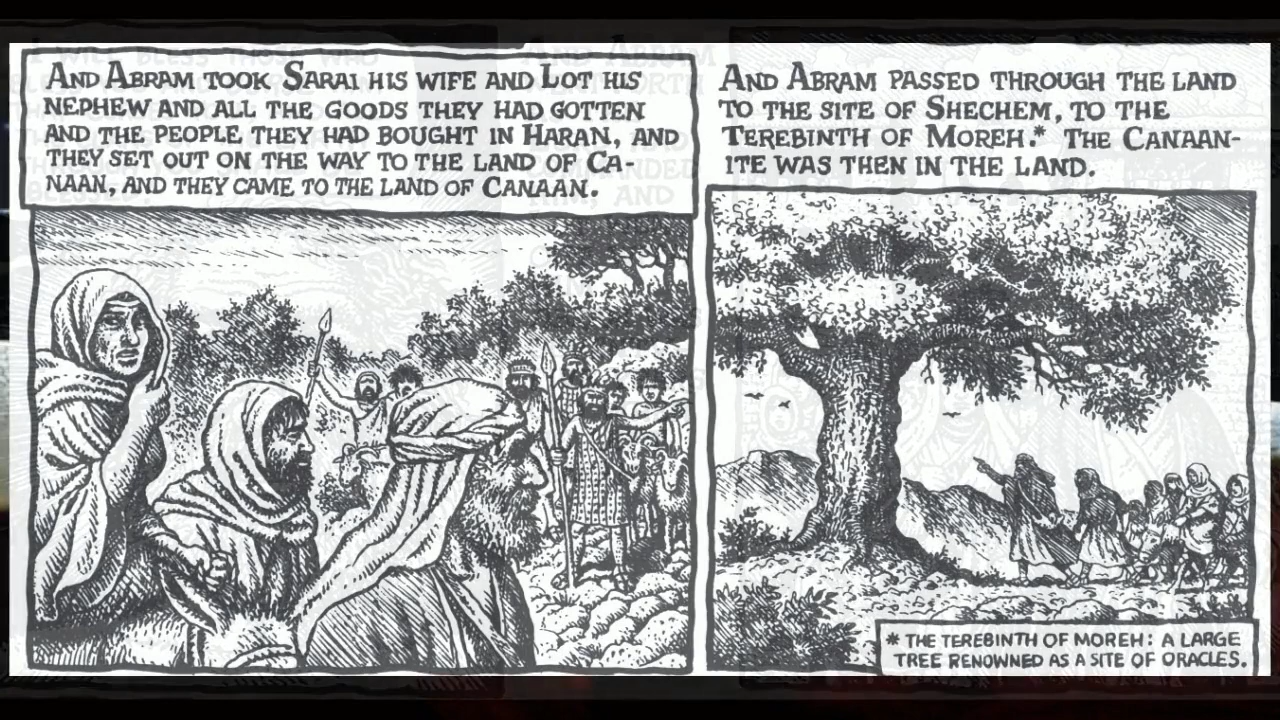 AND ABRAM TOOK SARAI HIS WIFE AND LOT HIS
NEPHEW AND ALL THE GOODS THEY HAD GOTTEN
AND THE PEOPLE THEY HAD BOUGHT IN HARAN, AND
THEY SET OUT ON THE WAY TO THE LAND OF CA-
NAAN, AND THEY CAME TO THE LAND OF CANAAN.
AND ABRAM PASSED THROUGH THE LAND
TO THE SITE OF SHECHEM, TO THE
TEREBINTH OF MOREH.* THE CANAAN-
ITE WAS THEN IN THE LAND.
* THE TEREBINTH OF MOREH: A LARGE
TREE RENOWNED AS A SITE OF ORACLES.